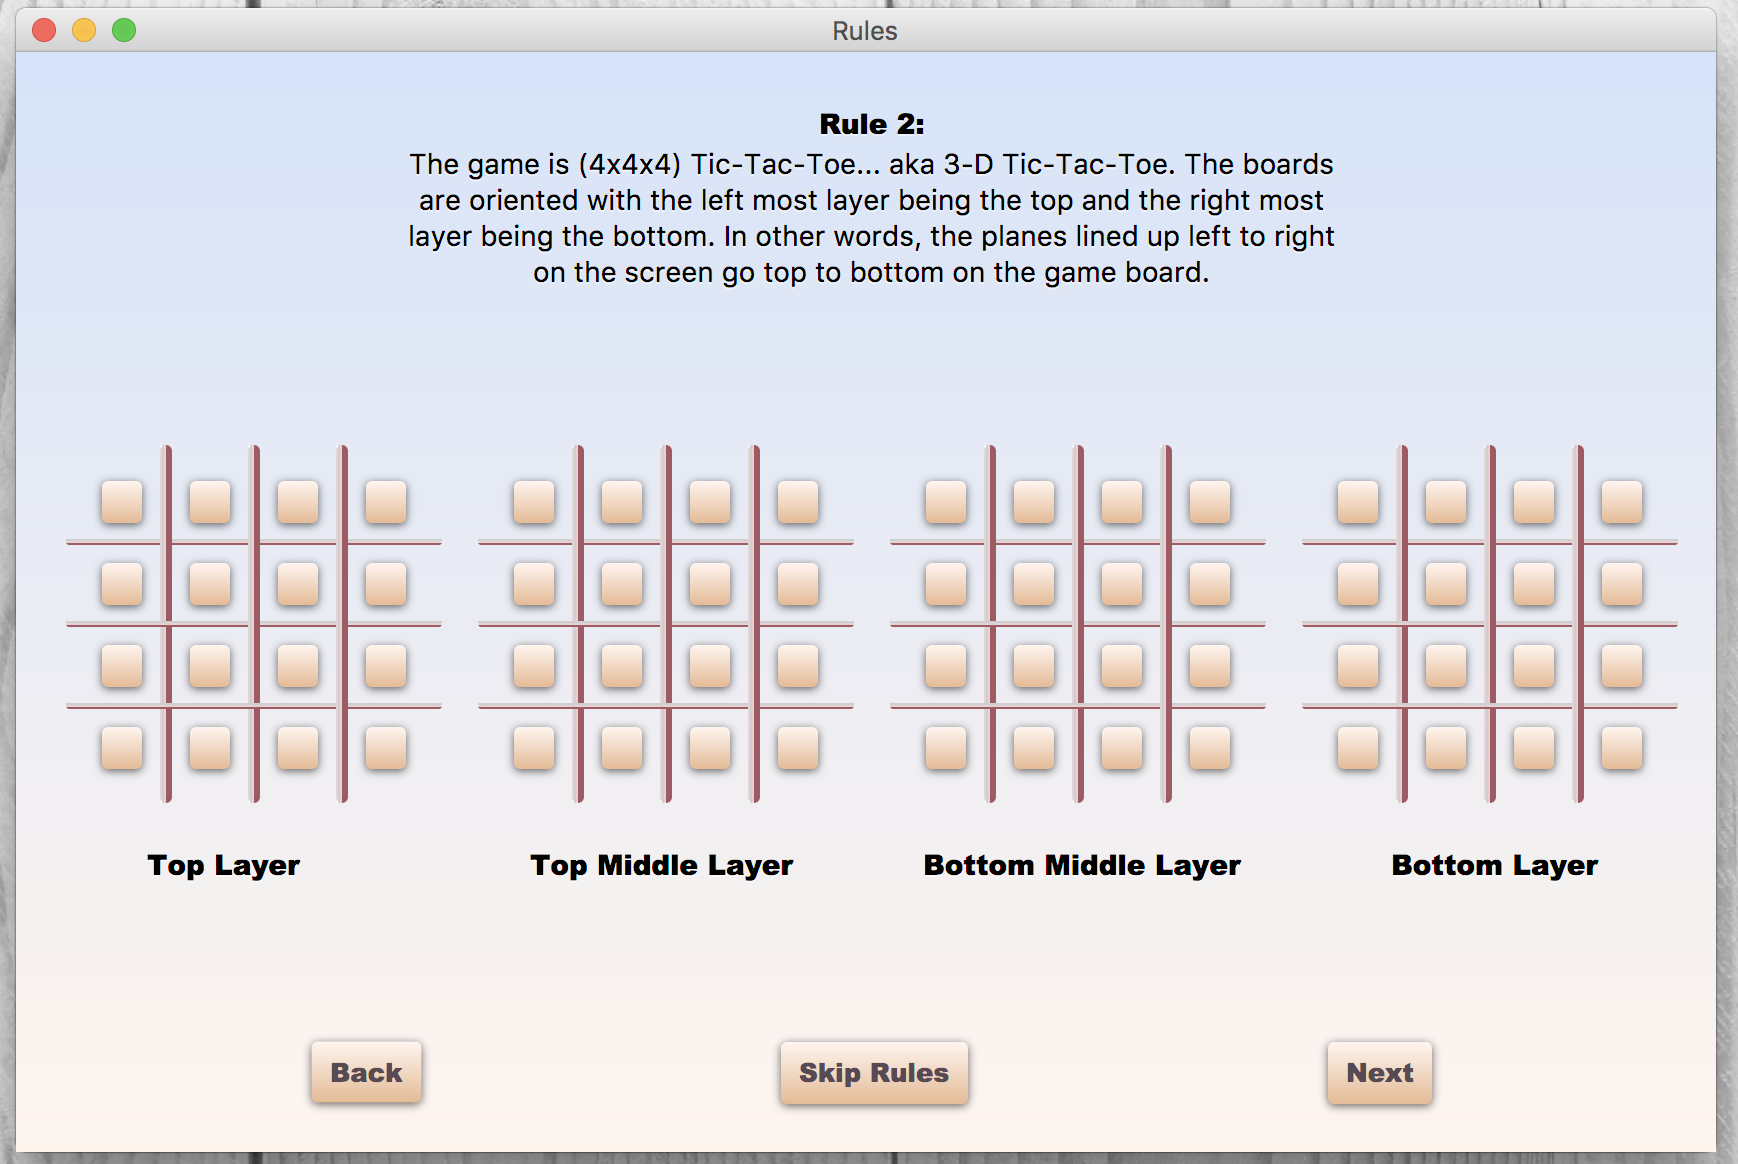 Rules
Rule 2:
The game is (4x4x4) Tic-Tac-Toe... aka 3-D Tic-Tac-Toe. The boards
are oriented with the left most layer being the top and the right most
layer being the bottom. In other words, the planes lined up left to right
on the screen go top to bottom on the game board.
Top Layer
Top Middle Layer
Bottom Middle Layer
Bottom Layer
Back
Skip Rules
Next